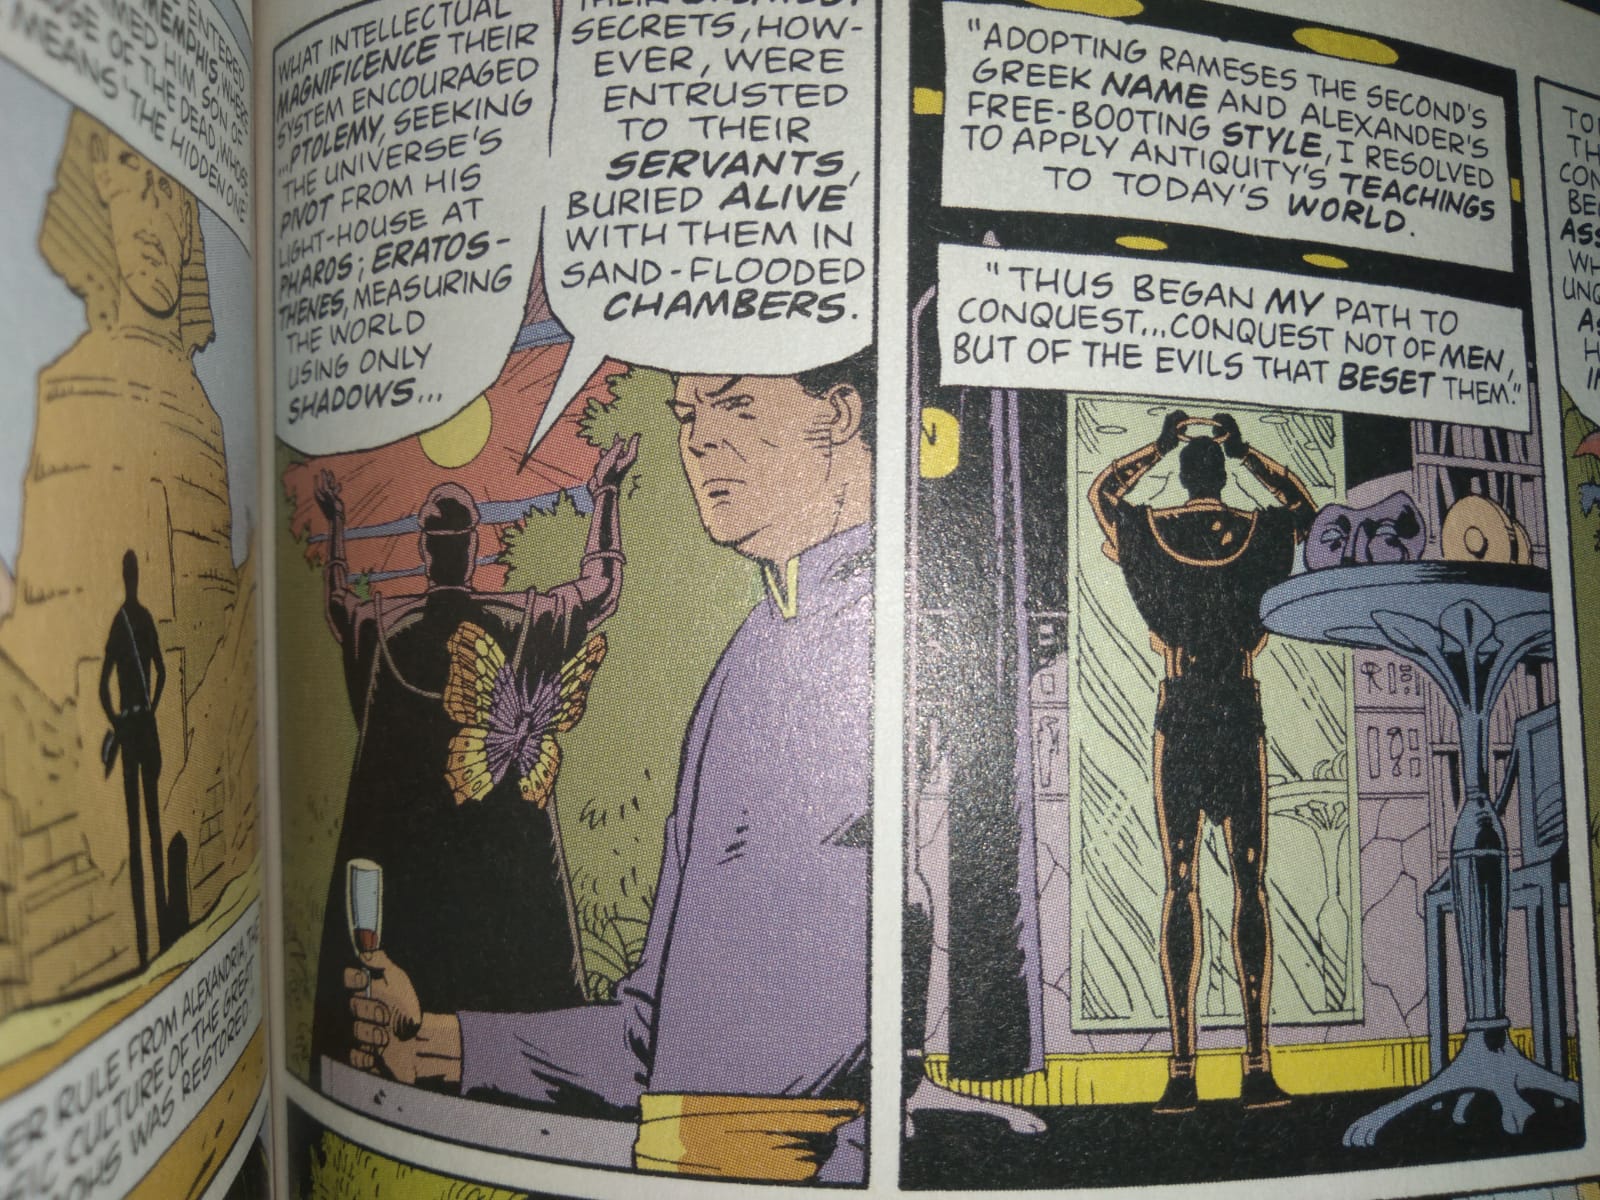 ENTERED
MEMPHIS, WHERE
NAMED HIM SON OF
OF THE DEAD, WHOSE
MEANS 'THE HIDDEN ONE'
RULE FROM ALEXANDRIA, THE
CULTURE OF THE GREAT
WAS RESTORED.
WHAT INTELLECTUAL
MAGNIFICENCE THEIR
SYSTEM ENCOURAGED
...PTOLEMY, SEEKING
THE UNIVERSE'S
PIVOT FROM HIS
LIGHT-HOUSE AT
PHAROS; ERATOS-
THENES, MEASURING
THE WORLD
USING ONLY
SHADOWS...
THEIR GREATEST
SECRETS, HOW-
EVER, WERE
ENTRUSTED
TO THEIR
SERVANTS,
BURIED ALIVE
WITH THEM IN
SAND-FLOODED
CHAMBERS.
"ADOPTING RAMESES THE SECOND'S
GREEK NAME AND ALEXANDER'S
FREE-BOOTING STYLE, I RESOLVED
TO APPLY ANTIQUITY'S TEACHINGS
TO TODAY'S WORLD.
"THUS BEGAN MY PATH TO
CONQUEST...CONQUEST NOT OF MEN,
BUT OF THE EVILS THAT BESET THEM."
N